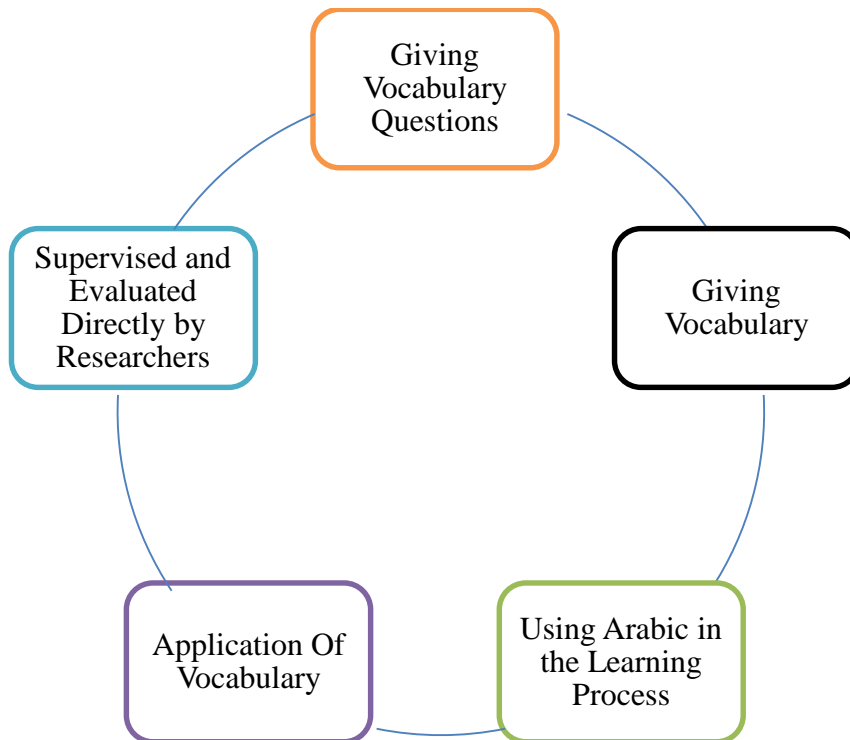 Giving
Vocabulary
Questions
Giving
Vocabulary
Using Arabic in
the Learning
Process
Application Of
Vocabulary
Supervised and
Evaluated
Directly by
Researchers